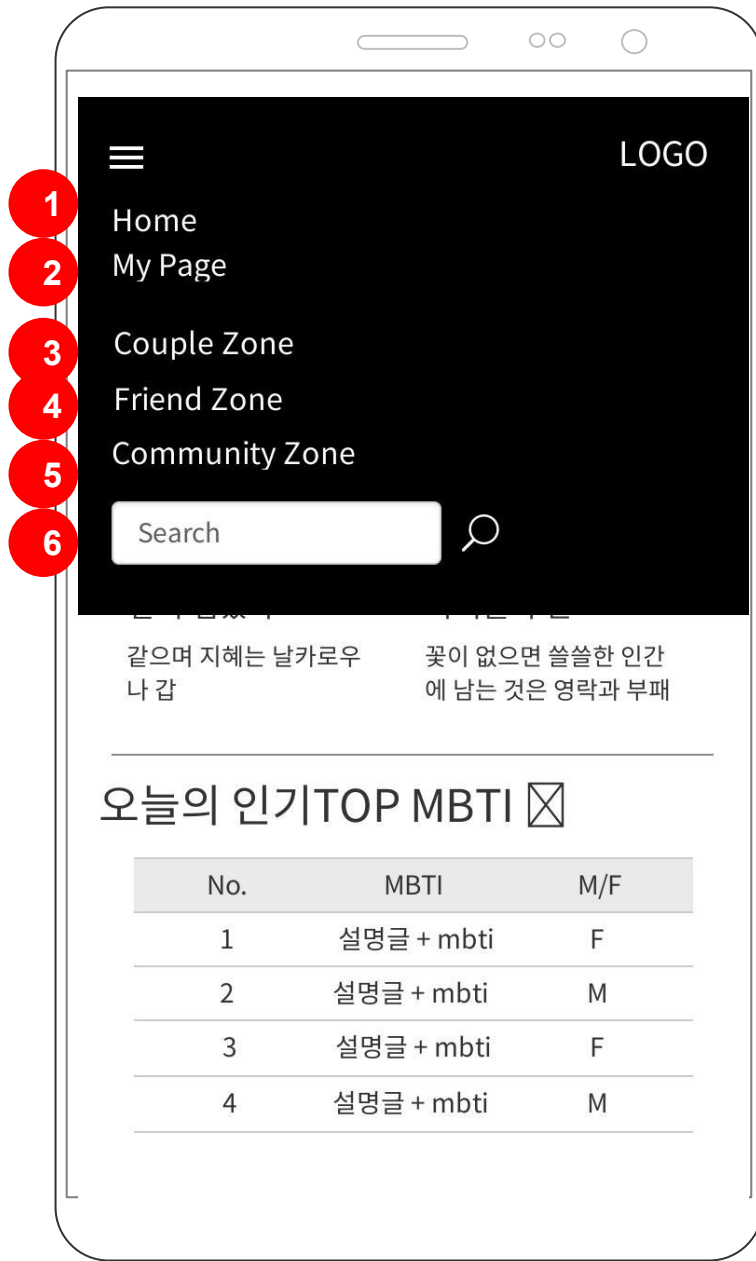 LOGO
1
Home
2
My Page
3
Couple Zone
4
Friend Zone
5
Community Zone
6
Search
같으며 지혜는 날카로우
나 갑
꽃이 없으면 쓸쓸한 인간
에 남는 것은 영락과 부패
오늘의 인기TOP MBTI
No. MBTI M/F
1 설명글 + mbti F
2 설명글 + mbti M
3 설명글 + mbti F
4 설명글 + mbti M